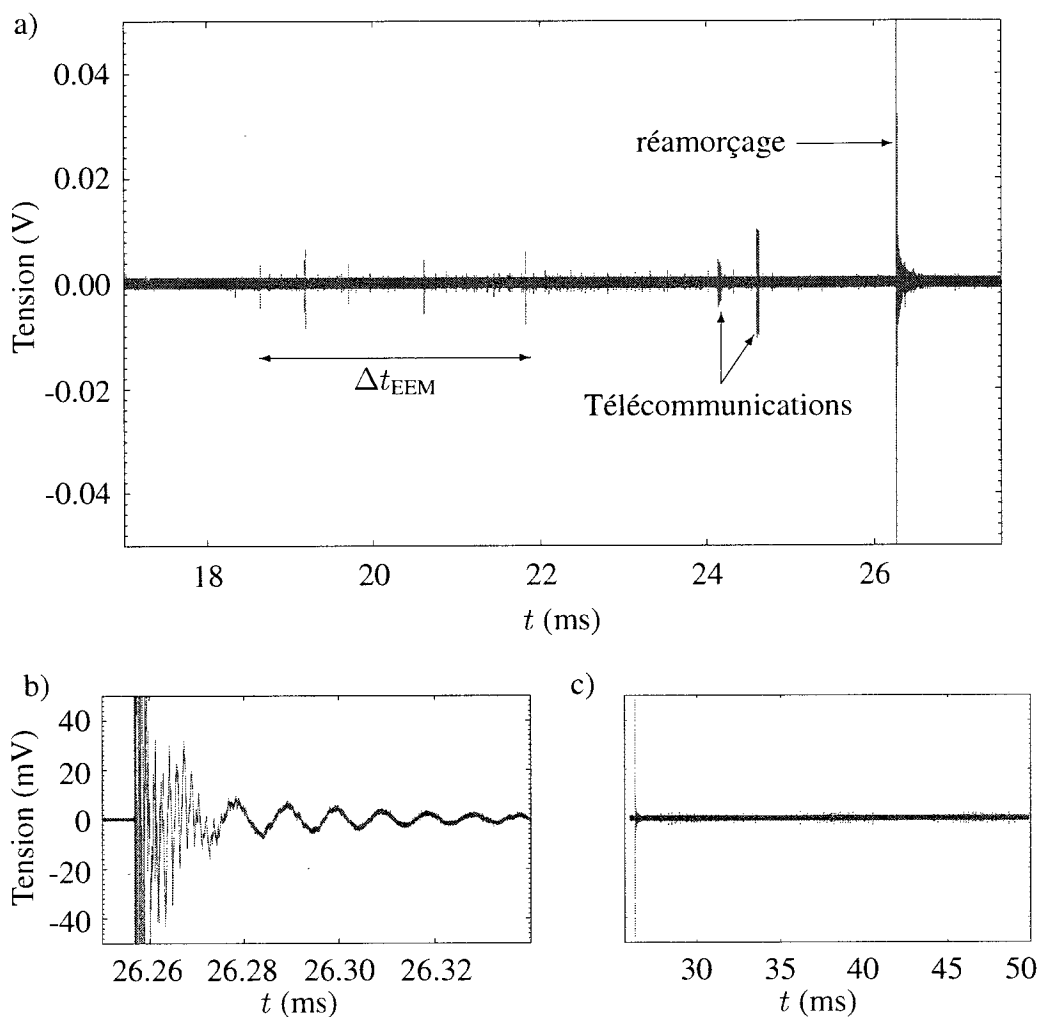 a)
0.04
0.02
0.00
-0.02
-0.04
Tension (V)
réamorçage
Δt_EEM
Télécommunications
18 20 22 24 26
t (ms)
b)
40
20
0
-20
-40
Tension (mV)
26.26 26.28 26.30 26.32
t (ms)
c)
30 35 40 45 50
t (ms)